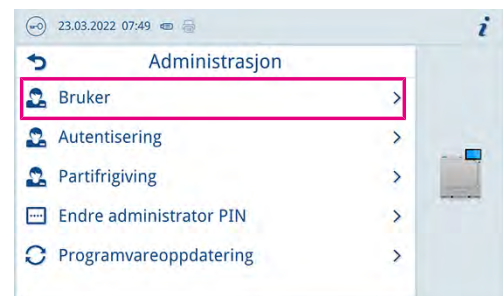 23.03.2022 07:49
Administrasjon
Bruker
Autentisering
Partifrigiving
Endre administrator PIN
Programvareoppdatering